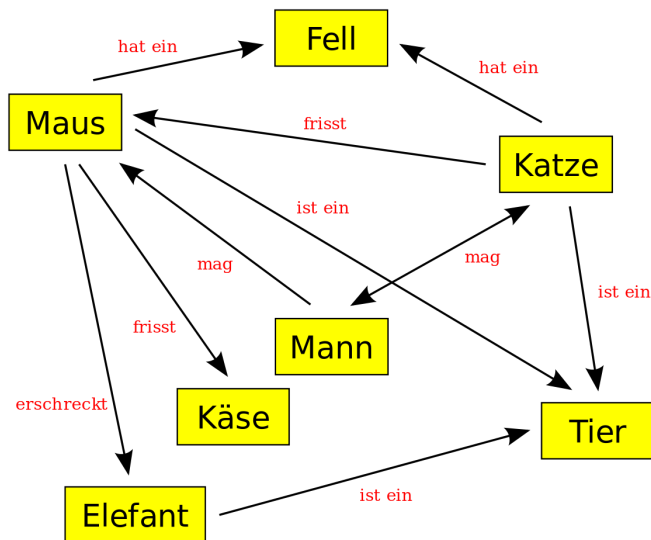 Fell
hat ein
hat ein
Maus
frisst
Katze
ist ein
mag
mag
ist ein
frisst
Mann
erschreckt
Käse
Tier
ist ein
Elefant